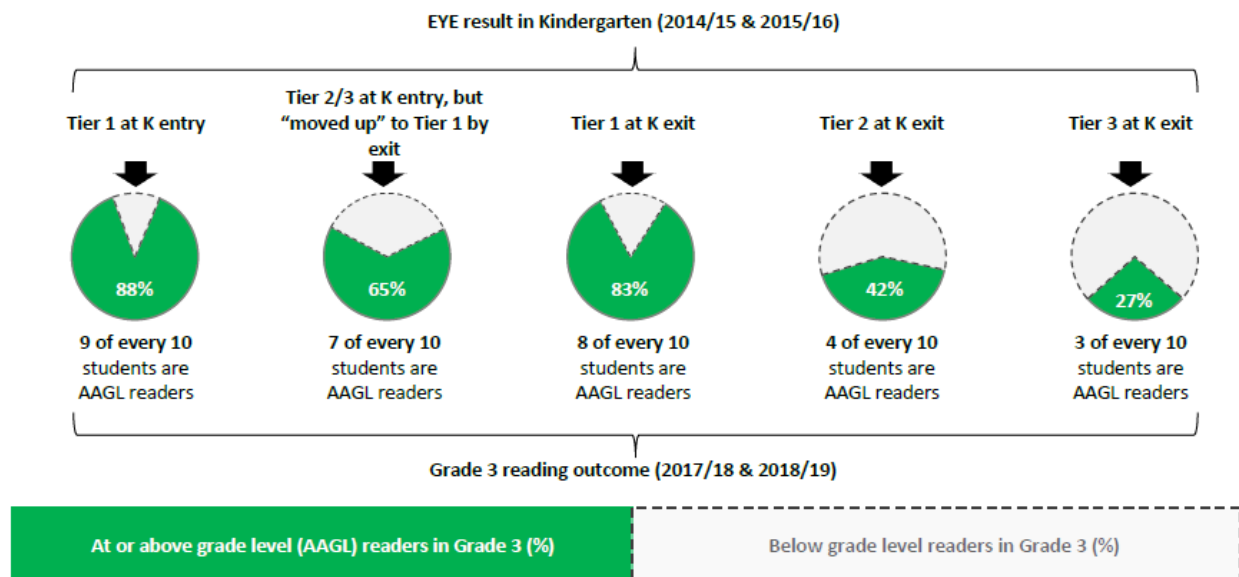 EYE result in Kindergarten (2014/15 & 2015/16)
Tier 1 at K entry
Tier 2/3 at K entry, but
“moved up” to Tier 1 by
exit
Tier 1 at K exit
Tier 2 at K exit
Tier 3 at K exit
88%
65%
83%
42%
27%
9 of every 10
students are
AAGL readers
7 of every 10
students are
AAGL readers
8 of every 10
students are
AAGL readers
4 of every 10
students are
AAGL readers
3 of every 10
students are
AAGL readers
Grade 3 reading outcome (2017/18 & 2018/19)
At or above grade level (AAGL) readers in Grade 3 (%)
Below grade level readers in Grade 3 (%)